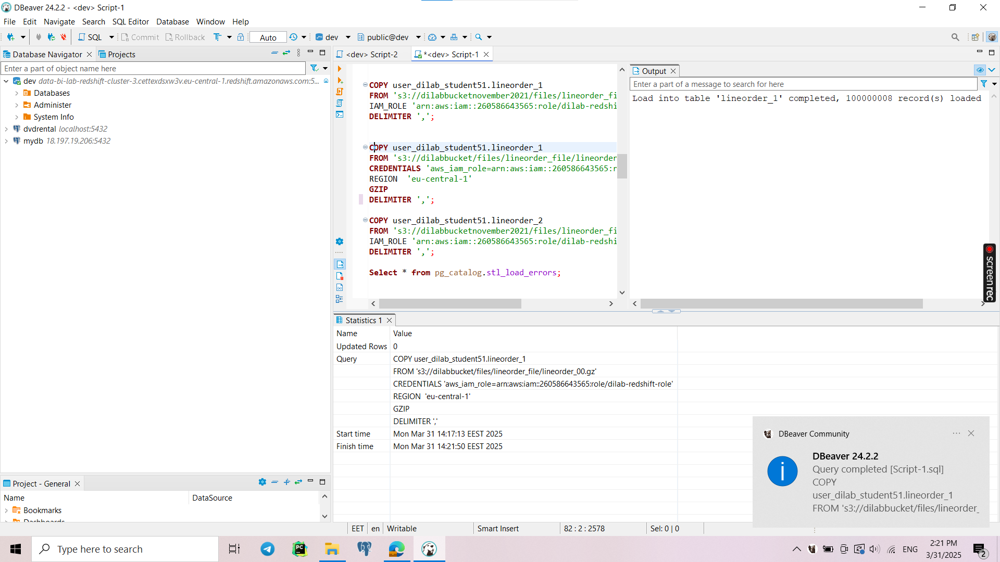 DBeaver 24.2.2 - <dev> Script-1
File Edit Navigate Search SQL Editor Database Window Help
SQL Commit Rollback Auto dev public@dev
Database Navigator Projects
Enter a part of object name here
dev data-bi-lab-redshift-cluster-3.cettexdsxw3v.eu-central-1.redshift.amazonaws.com:5...
Databases
Administer
System Info
dvdrental localhost:5432
mydb 18.197.19.206:5432
<dev> Script-2 *<dev> Script-1
COPY user_dilab_student51.lineorder_1
FROM 's3://dilabbucketnovember2021/files/lineorder_fi
IAM_ROLE 'arn:aws:iam::260586643565:role/dilab-redshi
DELIMITER ',';
COPY user_dilab_student51.lineorder_1
FROM 's3://dilabbucket/files/lineorder_file/lineorder
CREDENTIALS 'aws_iam_role=arn:aws:iam::260586643565:r
REGION 'eu-central-1'
GZIP
DELIMITER ',';
COPY user_dilab_student51.lineorder_2
FROM 's3://dilabbucketnovember2021/files/lineorder_fi
IAM_ROLE 'arn:aws:iam::260586643565:role/dilab-redshi
DELIMITER ',';
Select * from pg_catalog.stl_load_errors;
Output
Enter a part of a message to search for here
Load into table 'lineorder_1' completed, 100000008 record(s) loaded
screenrec
Statistics 1
Name Value
Updated Rows 0
Query COPY user_dilab_student51.lineorder_1
FROM 's3://dilabbucket/files/lineorder_file/lineorder_00.gz'
CREDENTIALS 'aws_iam_role=arn:aws:iam::260586643565:role/dilab-redshift-role'
REGION 'eu-central-1'
GZIP
DELIMITER ','
Start time Mon Mar 31 14:17:13 EEST 2025
Finish time Mon Mar 31 14:21:50 EEST 2025
DBeaver Community
DBeaver 24.2.2
Query completed [Script-1.sql]
COPY
user_dilab_student51.lineorder_1
FROM 's3://dilabbucket/files/lineorder_
Project - General
Name DataSource
Bookmarks
Dashboards
EET en Writable Smart Insert 82 : 2 : 2578 Sel: 0 | 0
Type here to search
PC
ENG
2:21 PM
3/31/2025
2